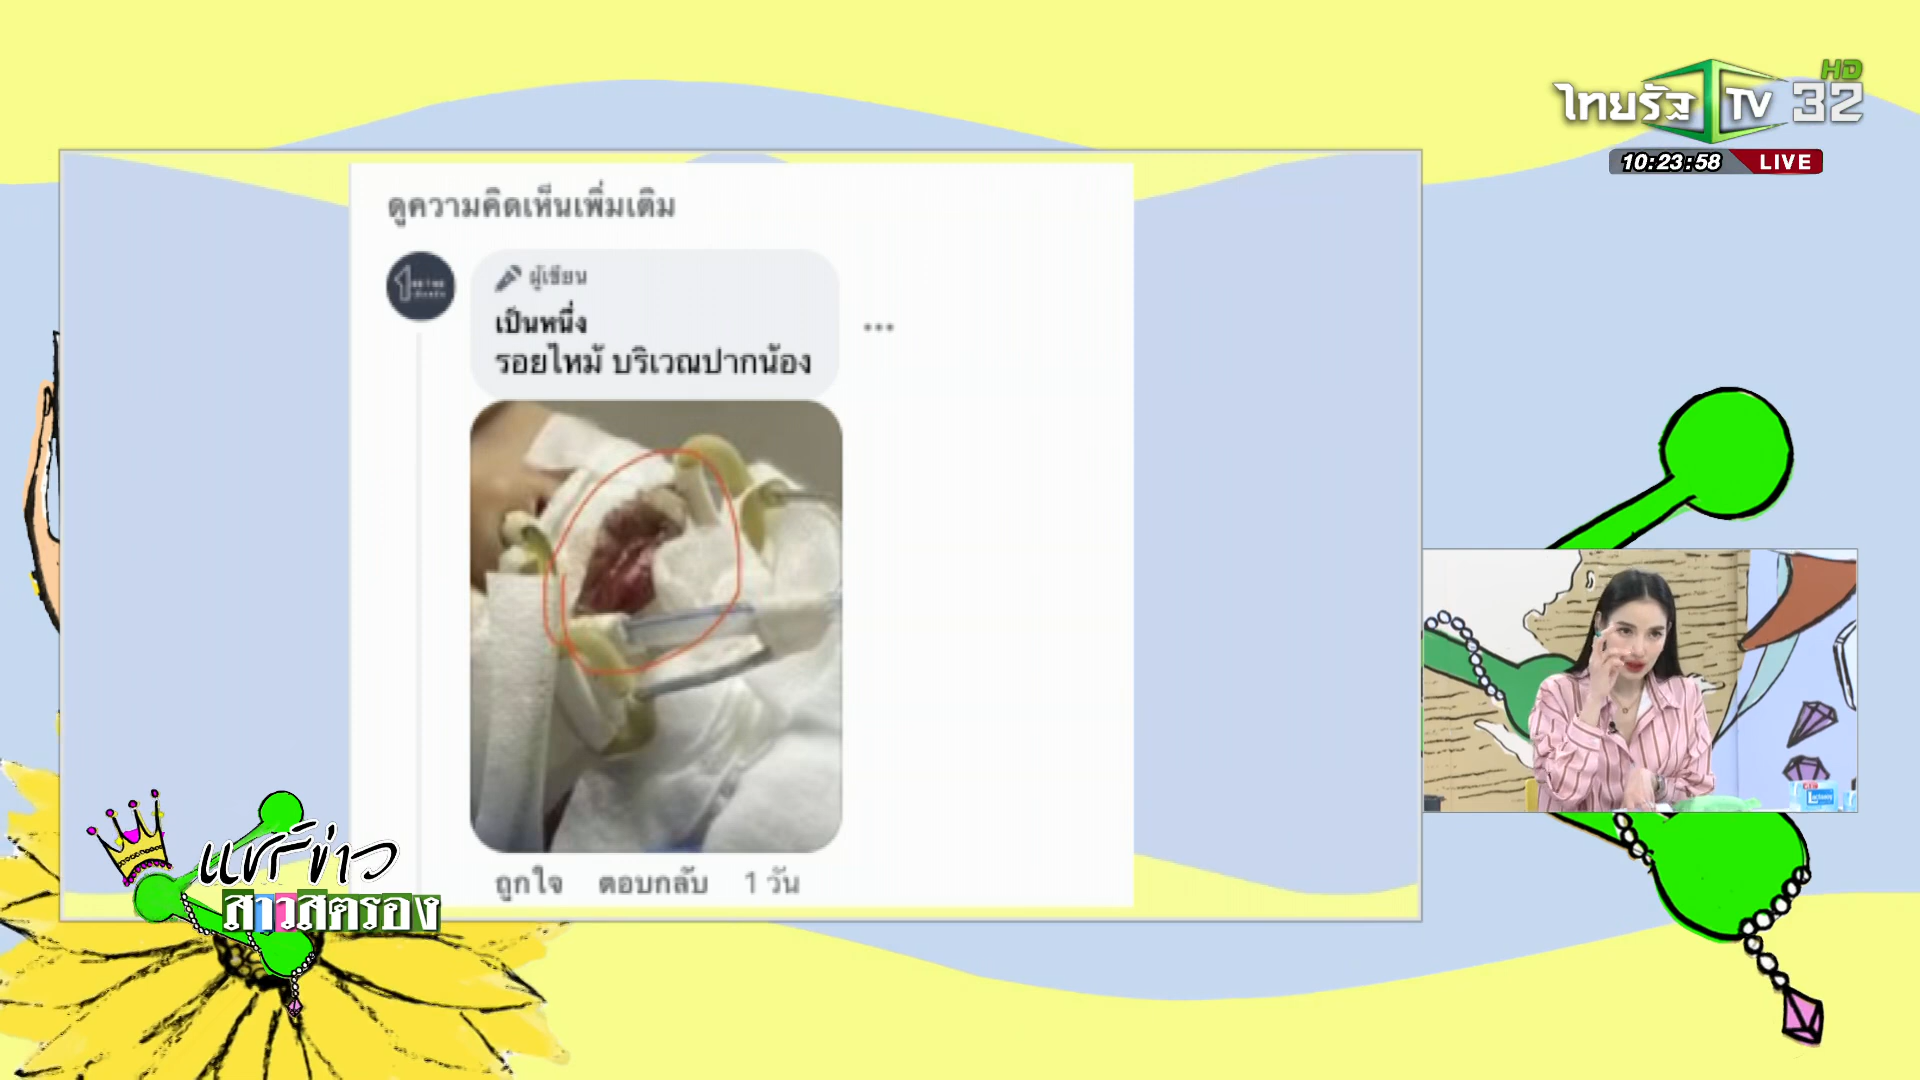 ไทยรัฐ TV HD 32
10:23:58 LIVE
ดูความคิดเห็นเพิ่มเติม
ผู้เขียน
เป็นหนึ่ง
รอยไหม้ บริเวณปากน้อง
ถูกใจ ตอบกลับ 1 วัน
แชร์ข่าว
สาวสตรอง